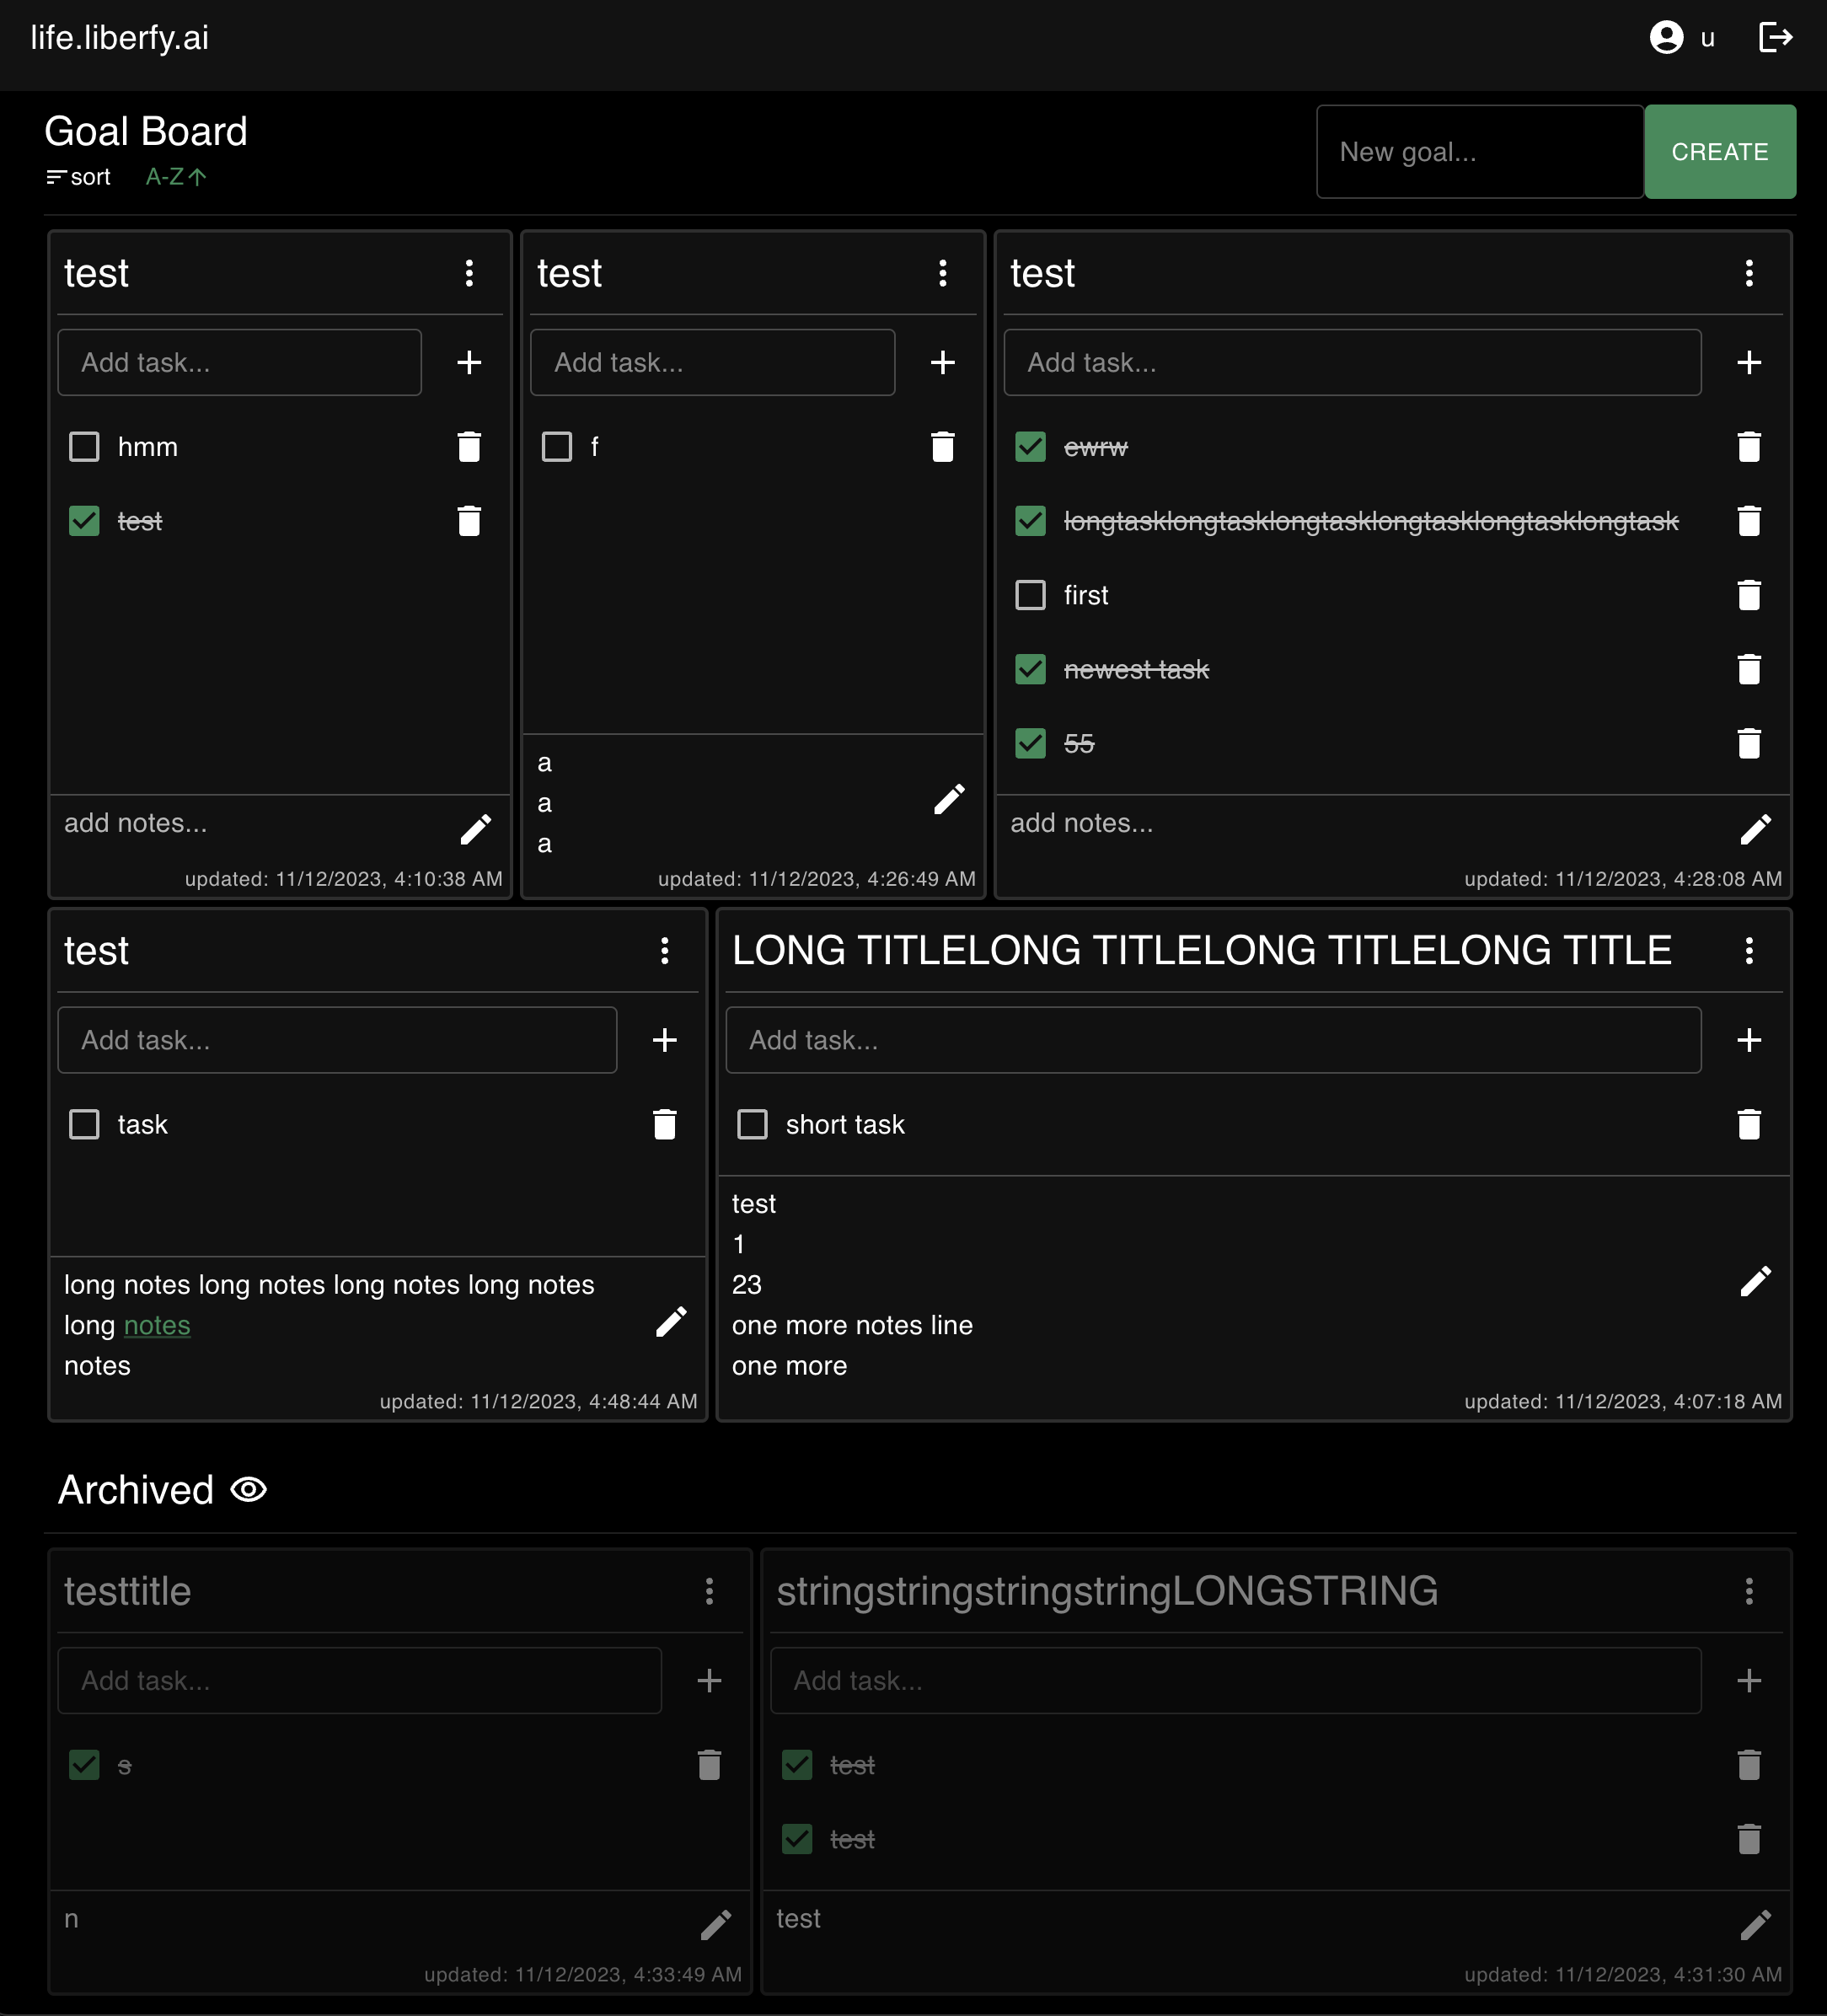 life.liberfy.ai
u
Goal Board
sort A-Z
New goal...
CREATE
test
Add task...
hmm
test
add notes...
updated: 11/12/2023, 4:10:38 AM
test
Add task...
f
a
a
a
updated: 11/12/2023, 4:26:49 AM
test
Add task...
ewrw
longtasklongtasklongtasklongtasklongtasklongtask
first
newest task
55
add notes...
updated: 11/12/2023, 4:28:08 AM
test
Add task...
task
long notes long notes long notes long notes
long notes
notes
updated: 11/12/2023, 4:48:44 AM
LONG TITLELONG TITLELONG TITLELONG TITLE
Add task...
short task
test
1
23
one more notes line
one more
updated: 11/12/2023, 4:07:18 AM
Archived
testtitle
Add task...
s
n
updated: 11/12/2023, 4:33:49 AM
stringstringstringstringLONGSTRING
Add task...
test
test
test
updated: 11/12/2023, 4:31:30 AM